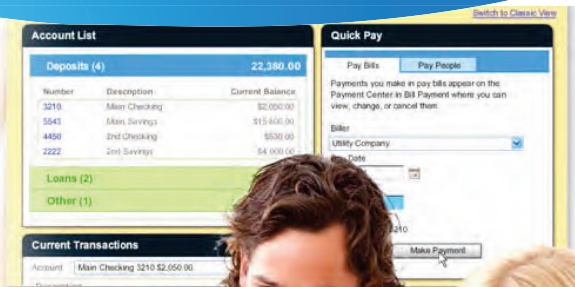 Switch to Classic View
Account List
Deposits (4) 22,380.00
Number Description Current Balance
3210 Main Checking $2,050.00
5543 Main Savings $15 800.00
4450 2nd Checking $530.00
2222 2nd Savings $4 000.00
Loans (2)
Other (1)
Current Transactions
Account Main Checking 3210 $2,050.00
Description
Quick Pay
Pay Bills Pay People
Payments you make in pay bills appear on the
Payment Center in Bill Payment where you can
view, change, or cancel them
Biller
Utility Company
Date
210
Make Payment